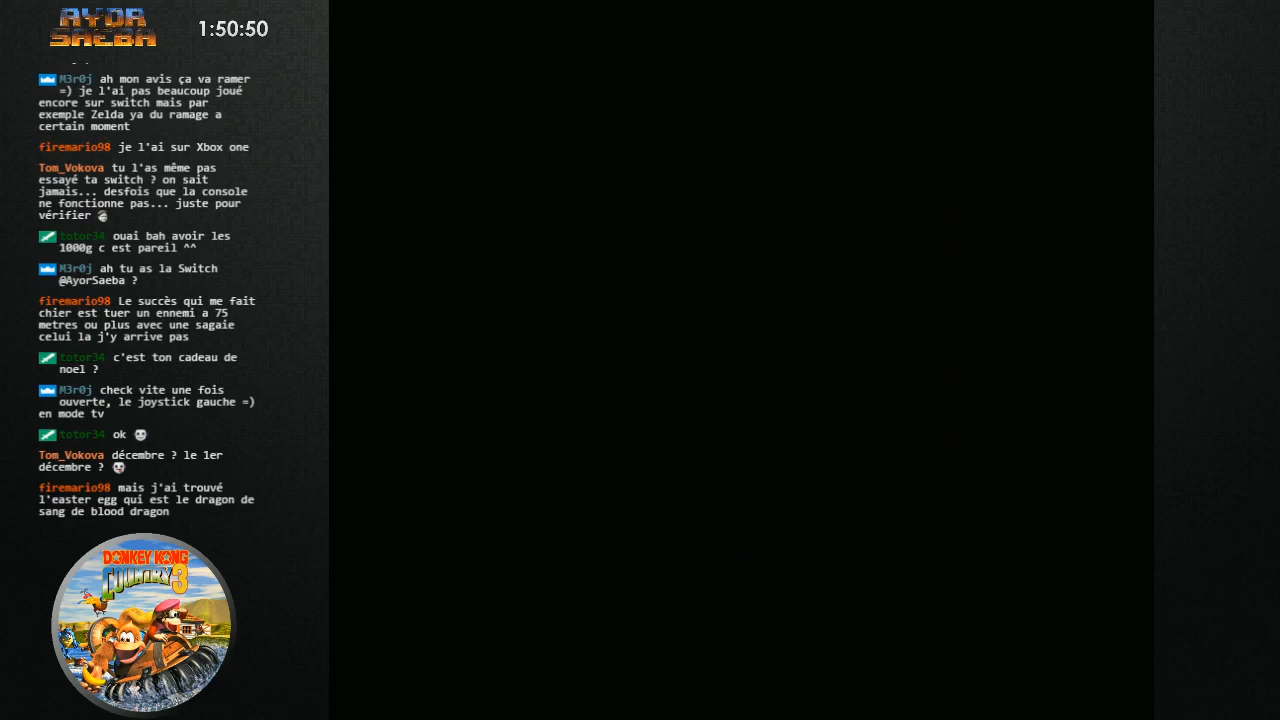 AYOR
SAEBA
1:50:50
M3r0j ah mon avis ça va ramer
=) je l'ai pas beaucoup joué
encore sur switch mais par
exemple Zelda ya du ramage a
certain moment
firemario98 je l'ai sur Xbox one
Tom_Vokova tu l'as même pas
essayé ta switch ? on sait
jamais... desfois que la console
ne fonctionne pas... juste pour
vérifier
totor34 ouai bah avoir les
1000g c est pareil ^^
M3r0j ah tu as la Switch
@AyorSaeba ?
firemario98 Le succès qui me fait
chier est tuer un ennemi a 75
metres ou plus avec une sagaie
celui la j'y arrive pas
totor34 c'est ton cadeau de
noel ?
M3r0j check vite une fois
ouverte, le joystick gauche =)
en mode tv
totor34 ok
Tom_Vokova décembre ? le 1er
décembre ?
firemario98 mais j'ai trouvé
l'easter egg qui est le dragon de
sang de blood dragon
DONKEY KONG
COUNTRY 3